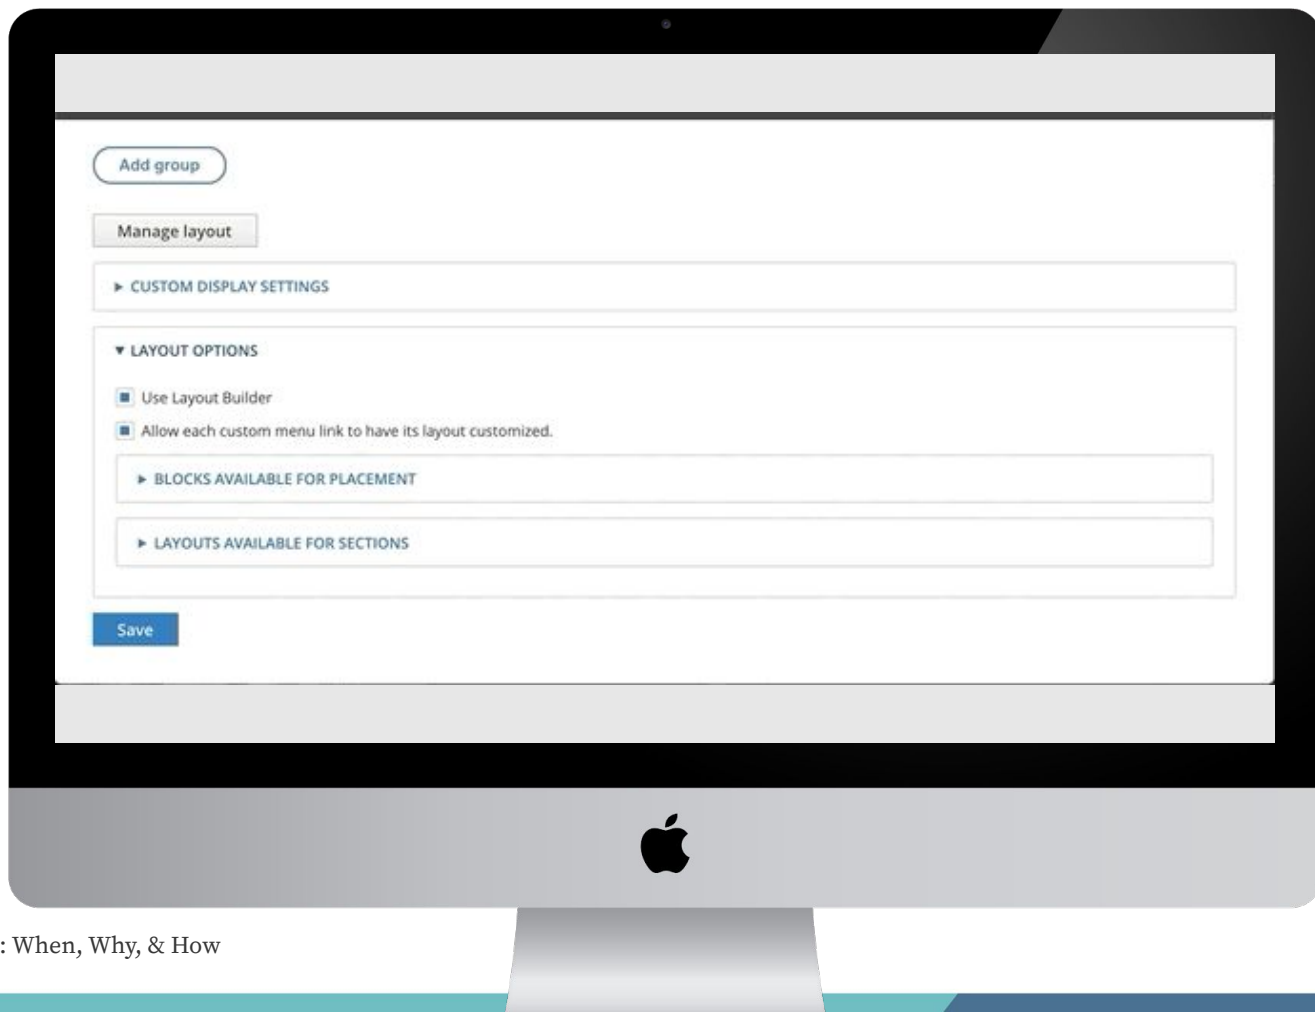 Add group
Manage layout
▸ CUSTOM DISPLAY SETTINGS
▾ LAYOUT OPTIONS
Use Layout Builder
Allow each custom menu link to have its layout customized.
▸ BLOCKS AVAILABLE FOR PLACEMENT
▸ LAYOUTS AVAILABLE FOR SECTIONS
Save
: When, Why, & How